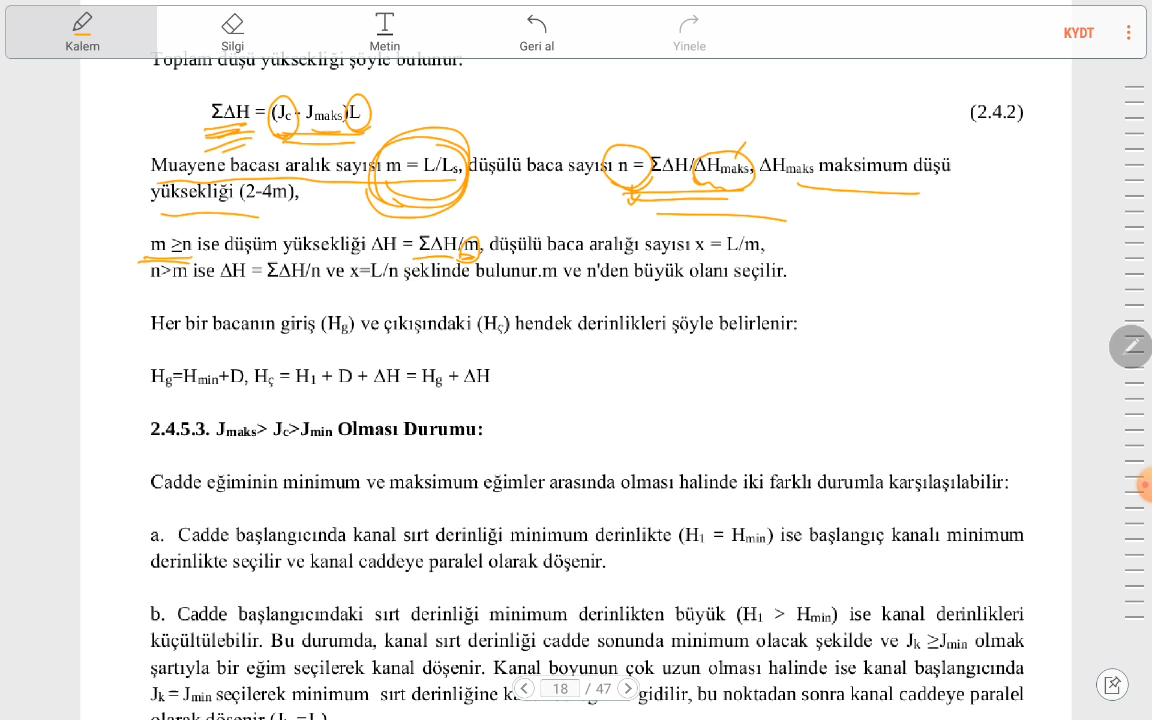 Kalem Silgi Metin Geri al Yinele KYDT
Toplam düşü yüksekliği şöyle bulunur:
ΣΔH = (Jc - Jmaks)L (2.4.2)
Muayene bacası aralık sayısı m = L/Ls, düşülü baca sayısı n = ΣΔH/ΔHmaks, ΔHmaks maksimum düşü
yüksekliği (2-4m),
m ≥n ise düşüm yüksekliği ΔH = ΣΔH/m, düşülü baca aralığı sayısı x = L/m,
n>m ise ΔH = ΣΔH/n ve x=L/n şeklinde bulunur.m ve n'den büyük olanı seçilir.
Her bir bacanın giriş (Hg) ve çıkışındaki (Hç) hendek derinlikleri şöyle belirlenir:
Hg=Hmin+D, Hç = H1 + D + ΔH = Hg + ΔH
2.4.5.3. Jmaks> Jc>Jmin Olması Durumu:
Cadde eğiminin minimum ve maksimum eğimler arasında olması halinde iki farklı durumla karşılaşılabilir:
a. Cadde başlangıcında kanal sırt derinliği minimum derinlikte (H1 = Hmin) ise başlangıç kanalı minimum
derinlikte seçilir ve kanal caddeye paralel olarak döşenir.
b. Cadde başlangıcındaki sırt derinliği minimum derinlikten büyük (H1 > Hmin) ise kanal derinlikleri
küçültülebilir. Bu durumda, kanal sırt derinliği cadde sonunda minimum olacak şekilde ve Jk ≥Jmin olmak
şartıyla bir eğim seçilerek kanal döşenir. Kanal boyunun çok uzun olması halinde ise kanal başlangıcında
Jk = Jmin seçilerek minimum sırt derinliğine gidilir, bu noktadan sonra kanal caddeye paralel
olarak döşenir
18 / 47